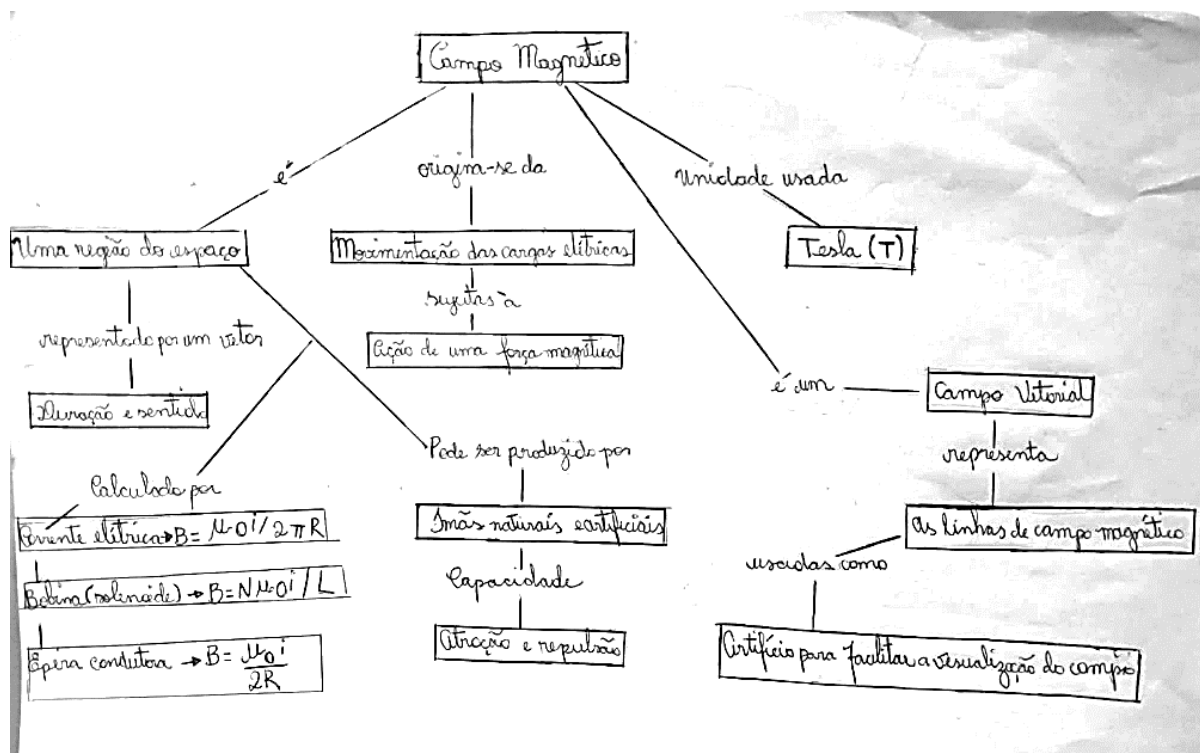 Campo Magnético
é
origina-se da
unidade usada
Uma região do espaço
Movimentação das cargas elétricas
Tesla (T)
sujeitas à
representado por um vetor
Ação de uma força magnética
é um
Campo Vetorial
Direção e sentido
Pode ser produzido por
representa
Calculado por
Corrente elétrica → B = μ0i / 2πR
Imãs naturais e artificiais
As linhas de campo magnético
usadas como
Capacidade
Bobina (solenoide) → B = Nμ0i / L
Atração e repulsão
Artifício para facilitar a visualização do campo
Espira condutora → B = μ0i
2R